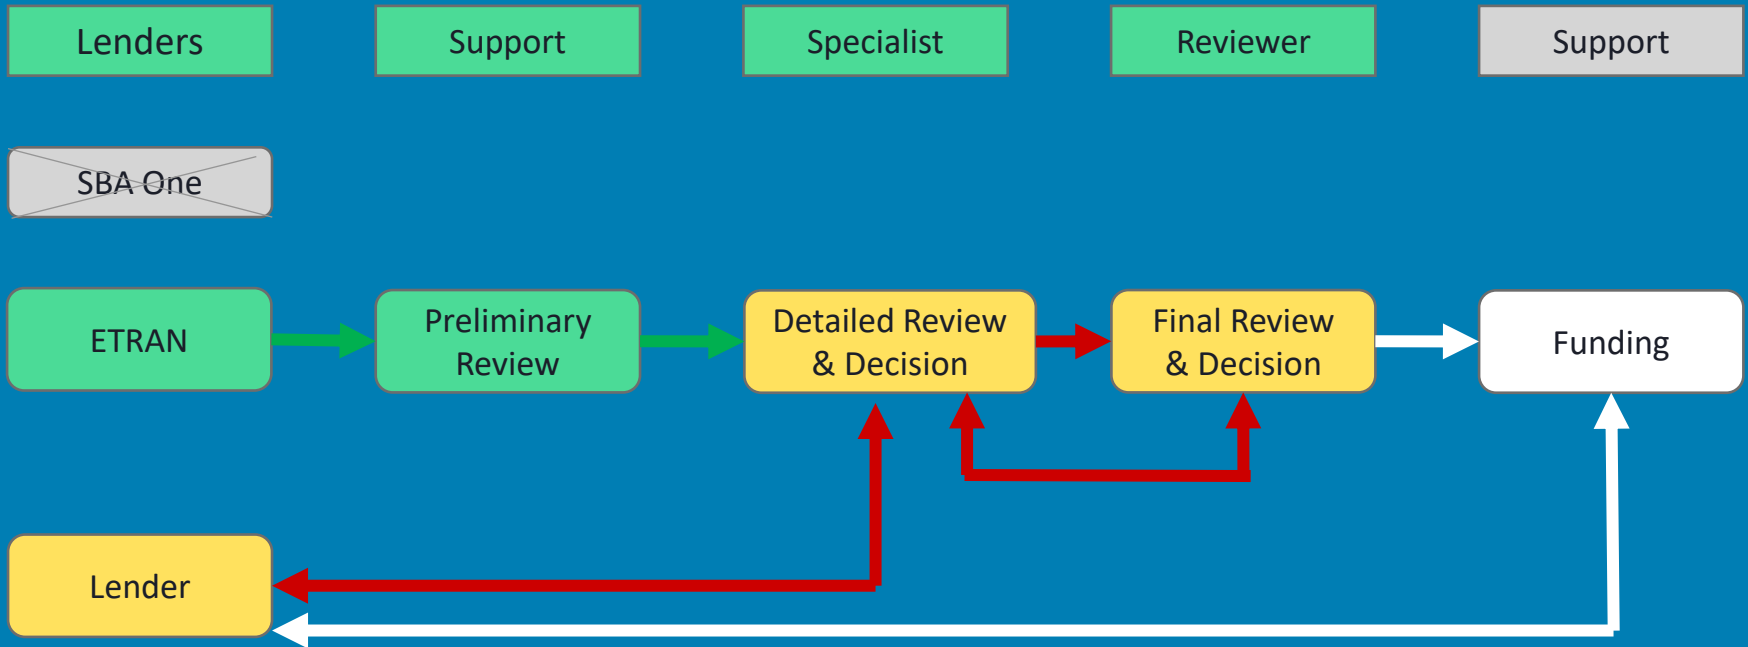 Lenders
Support
Specialist
Reviewer
Support
SBA One
ETRAN
Preliminary
Review
Detailed Review
& Decision
Final Review
& Decision
Funding
Lender